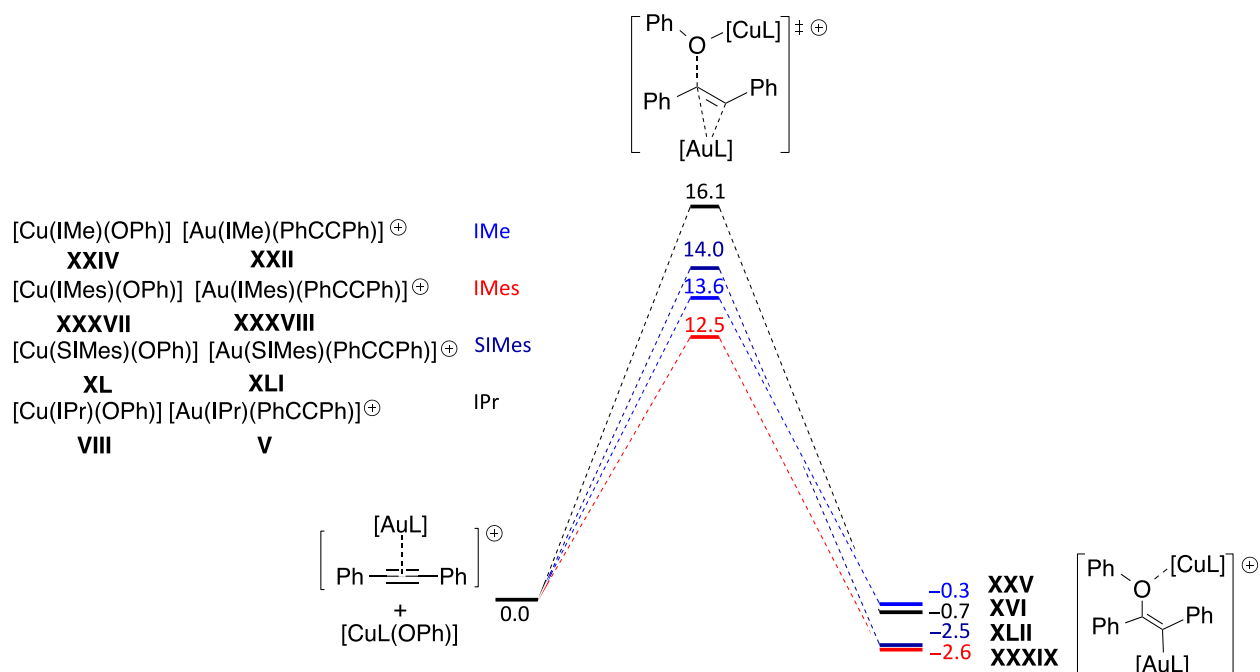 Ph
[CuL]
‡ ⊕
O
Ph
Ph
[AuL]
16.1
14.0
13.6
12.5
[Cu(IMe)(OPh)] [Au(IMe)(PhCCPh)] ⊕ IMe
XXIV XXII
[Cu(IMes)(OPh)] [Au(IMes)(PhCCPh)] ⊕ IMes
XXXVII XXXVIII
[Cu(SIMes)(OPh)] [Au(SIMes)(PhCCPh)] ⊕ SIMes
XL XLI
[Cu(IPr)(OPh)] [Au(IPr)(PhCCPh)] ⊕ IPr
VIII V
[AuL] ⊕
Ph Ph
+
[CuL(OPh)]
0.0
−0.3 XXV
−0.7 XVI
−2.5 XLII
−2.6 XXXIX
Ph [CuL] ⊕
O
Ph Ph
[AuL]